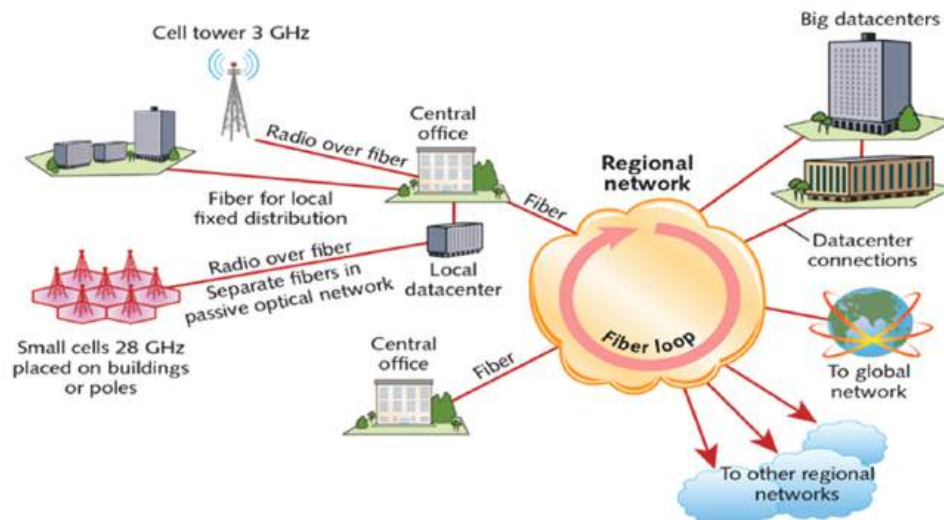 Cell tower 3 GHz
Big datacenters
Central
office
Radio over fiber
Regional
network
Fiber for local
fixed distribution
Fiber
Radio over fiber
Separate fibers in
passive optical network
Local
datacenter
Datacenter
connections
Small cells 28 GHz
placed on buildings
or poles
Central
office
Fiber
Fiber loop
To global
network
To other regional
networks